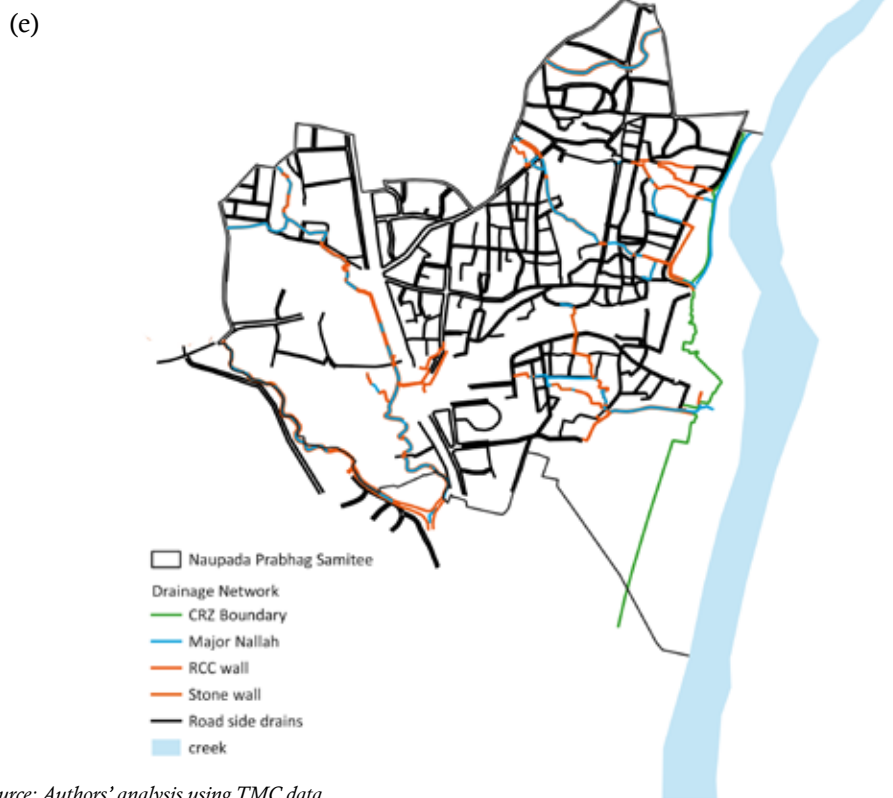 (e)
Naupada Prabhag Samitee
Drainage Network
CRZ Boundary
Major Nallah
RCC wall
Stone wall
Road side drains
creek
urce: Authors' analysis using TMC data